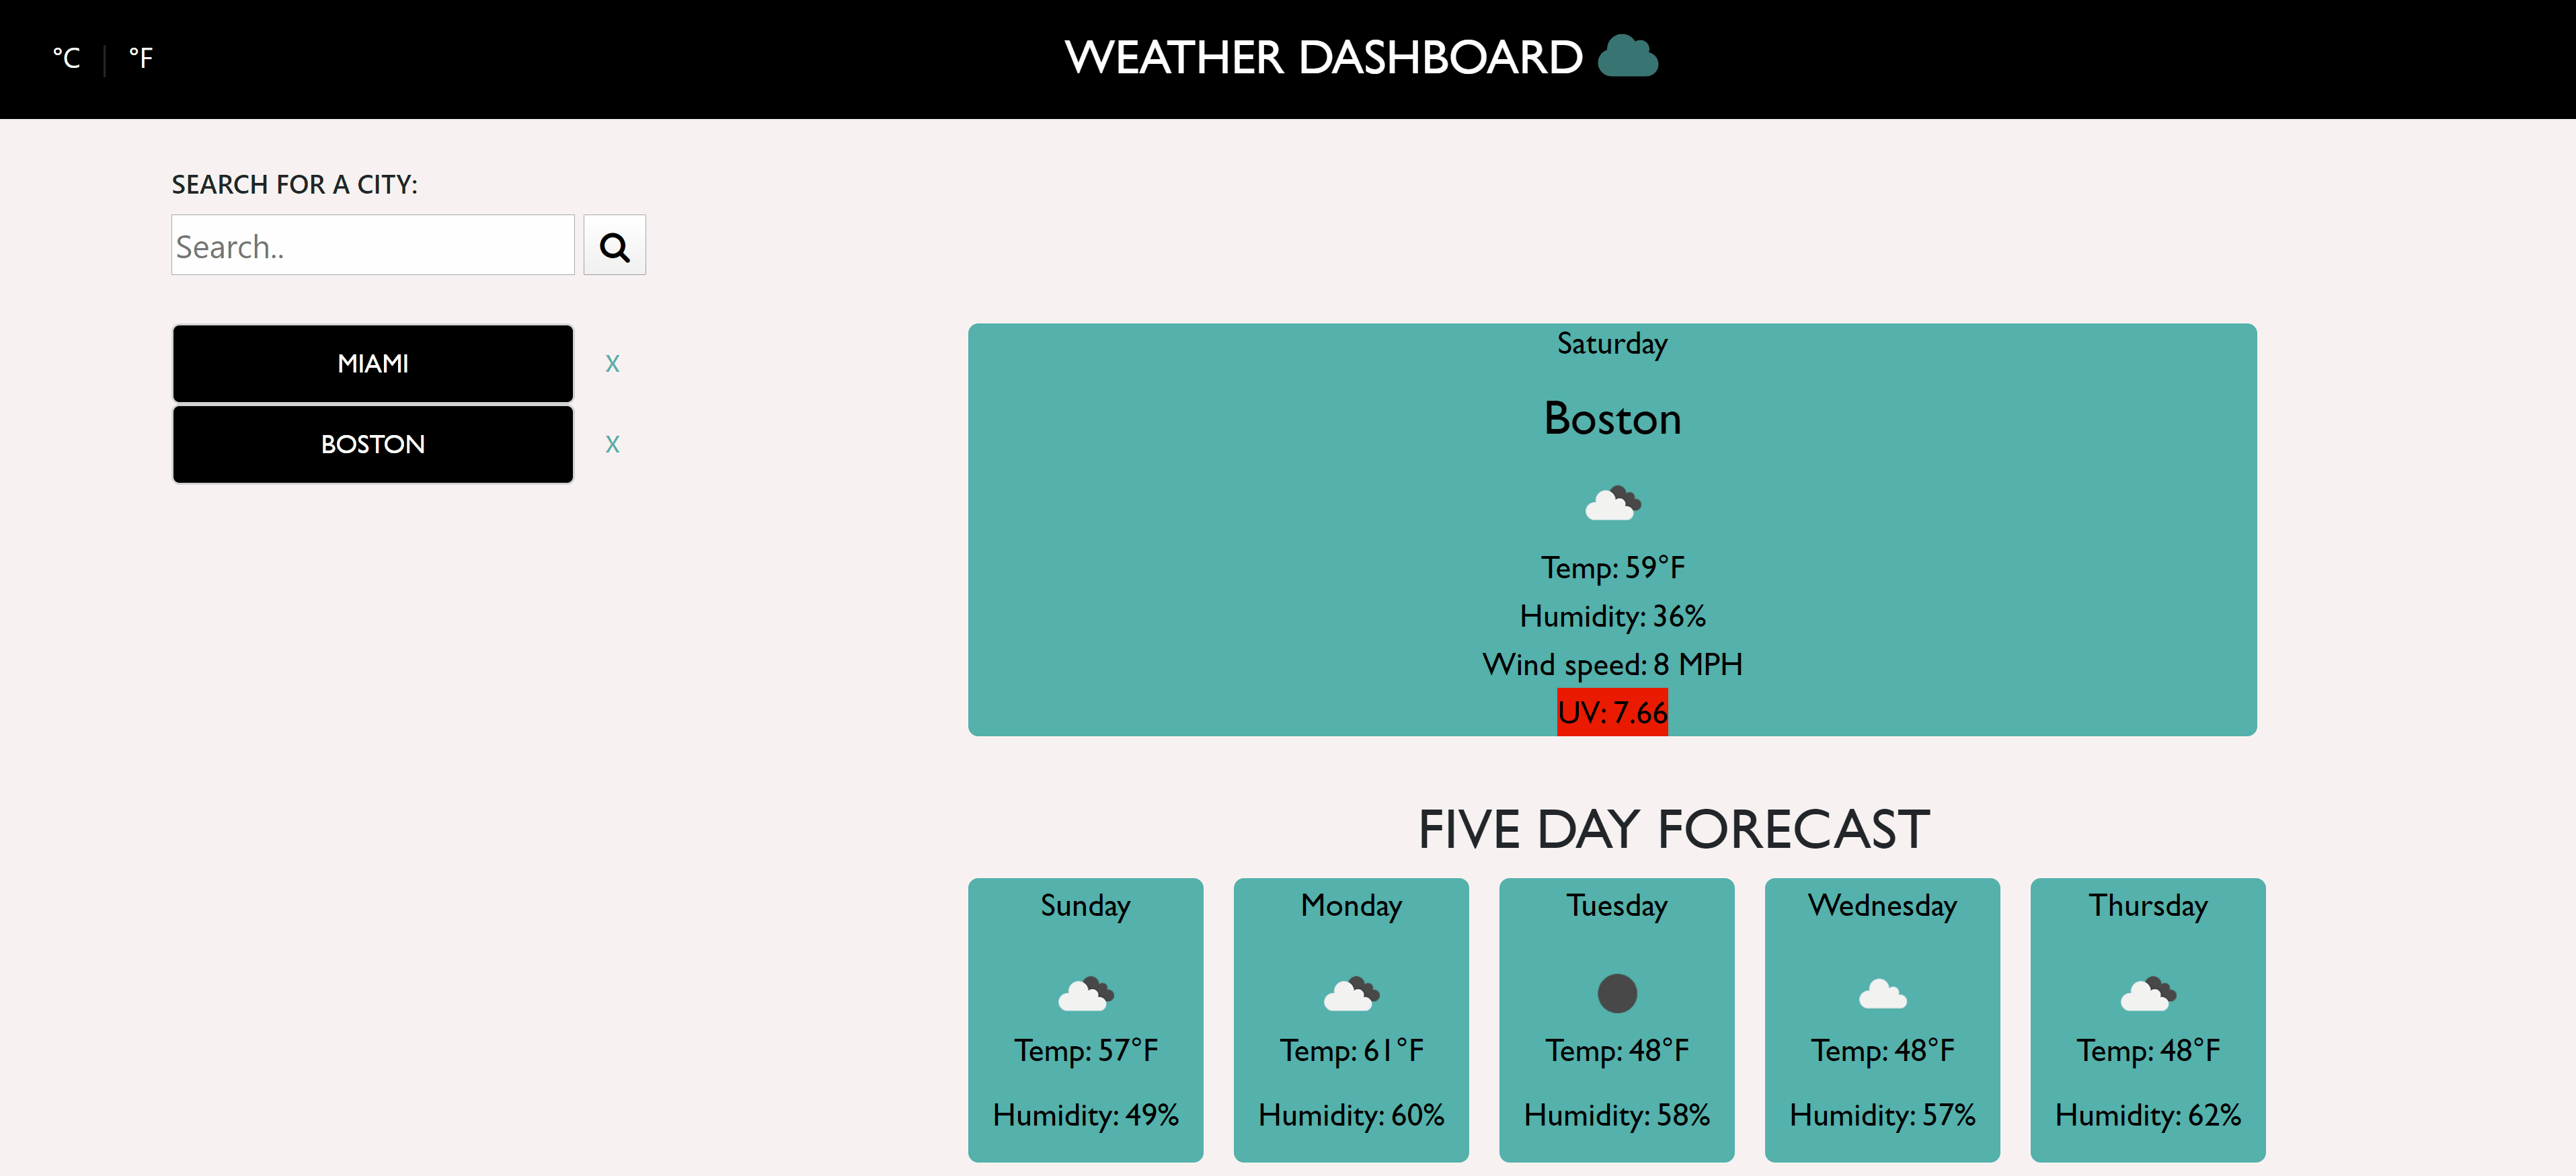 °C | °F
WEATHER DASHBOARD
SEARCH FOR A CITY:
Search..
MIAMI X
BOSTON X
Saturday
Boston
Temp: 59°F
Humidity: 36%
Wind speed: 8 MPH
UV: 7.66
FIVE DAY FORECAST
Sunday
Temp: 57°F
Humidity: 49%
Monday
Temp: 61°F
Humidity: 60%
Tuesday
Temp: 48°F
Humidity: 58%
Wednesday
Temp: 48°F
Humidity: 57%
Thursday
Temp: 48°F
Humidity: 62%